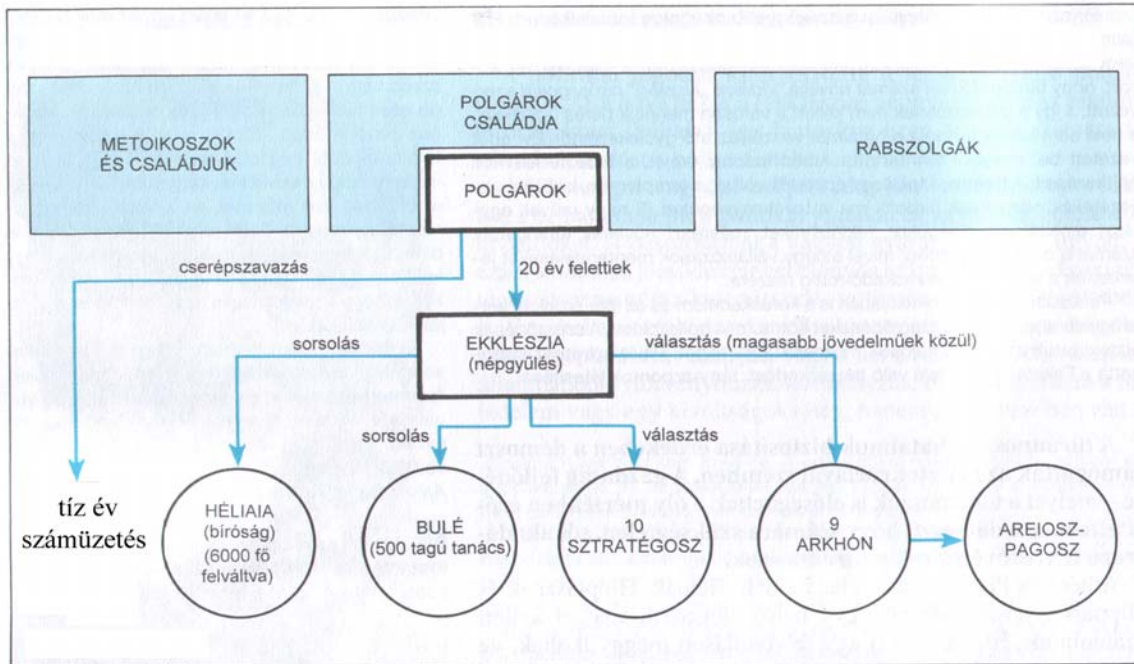 METOIKOSZOK
ÉS CSALÁDJUK
POLGÁROK
CSALÁDJA
POLGÁROK
RABSZOLGÁK
cserépszavazás
20 év felettiek
sorsolás
EKKLÉSZIA
(népgyűlés)
választás (magasabb jövedelműek közül)
sorsolás
választás
tíz év
számüzetés
HÉLIAIA
(bíróság)
(6000 fő
felváltva)
BULÉ
(500 tagú tanács)
10
SZTRATÉGOSZ
9
ARKHÓN
AREIOSZ-
PAGOSZ